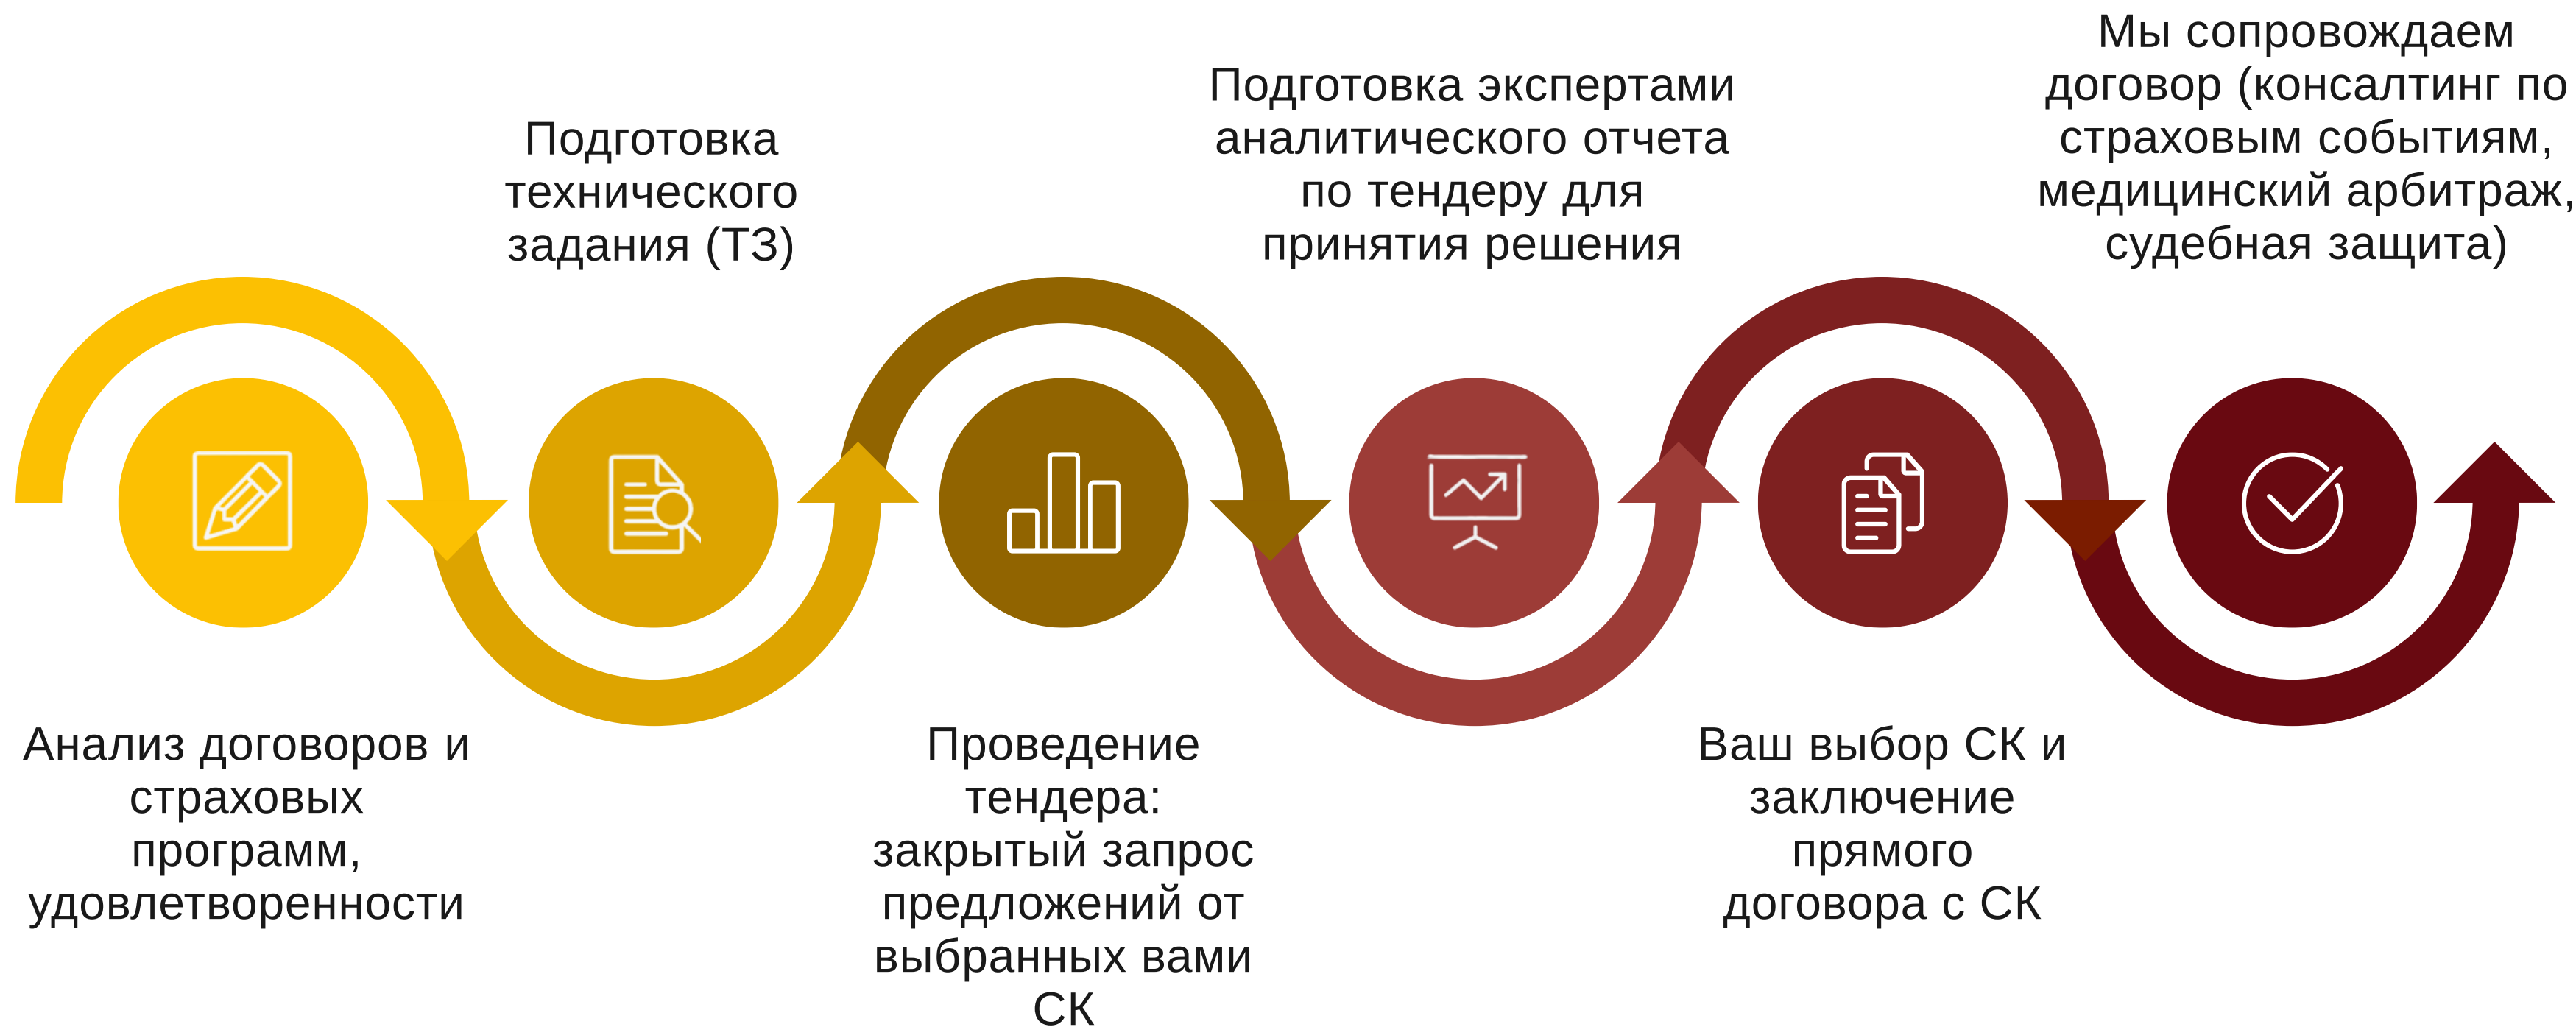 Анализ договоров и
страховых
программ,
удовлетворенности
Подготовка
технического
задания (ТЗ)
Проведение
тендера:
закрытый запрос
предложений от
выбранных вами
СК
Подготовка экспертами
аналитического отчета
по тендеру для
принятия решения
Ваш выбор СК и
заключение
прямого
договора с СК
Мы сопровождаем
договор (консалтинг по
страховым событиям,
медицинский арбитраж,
судебная защита)